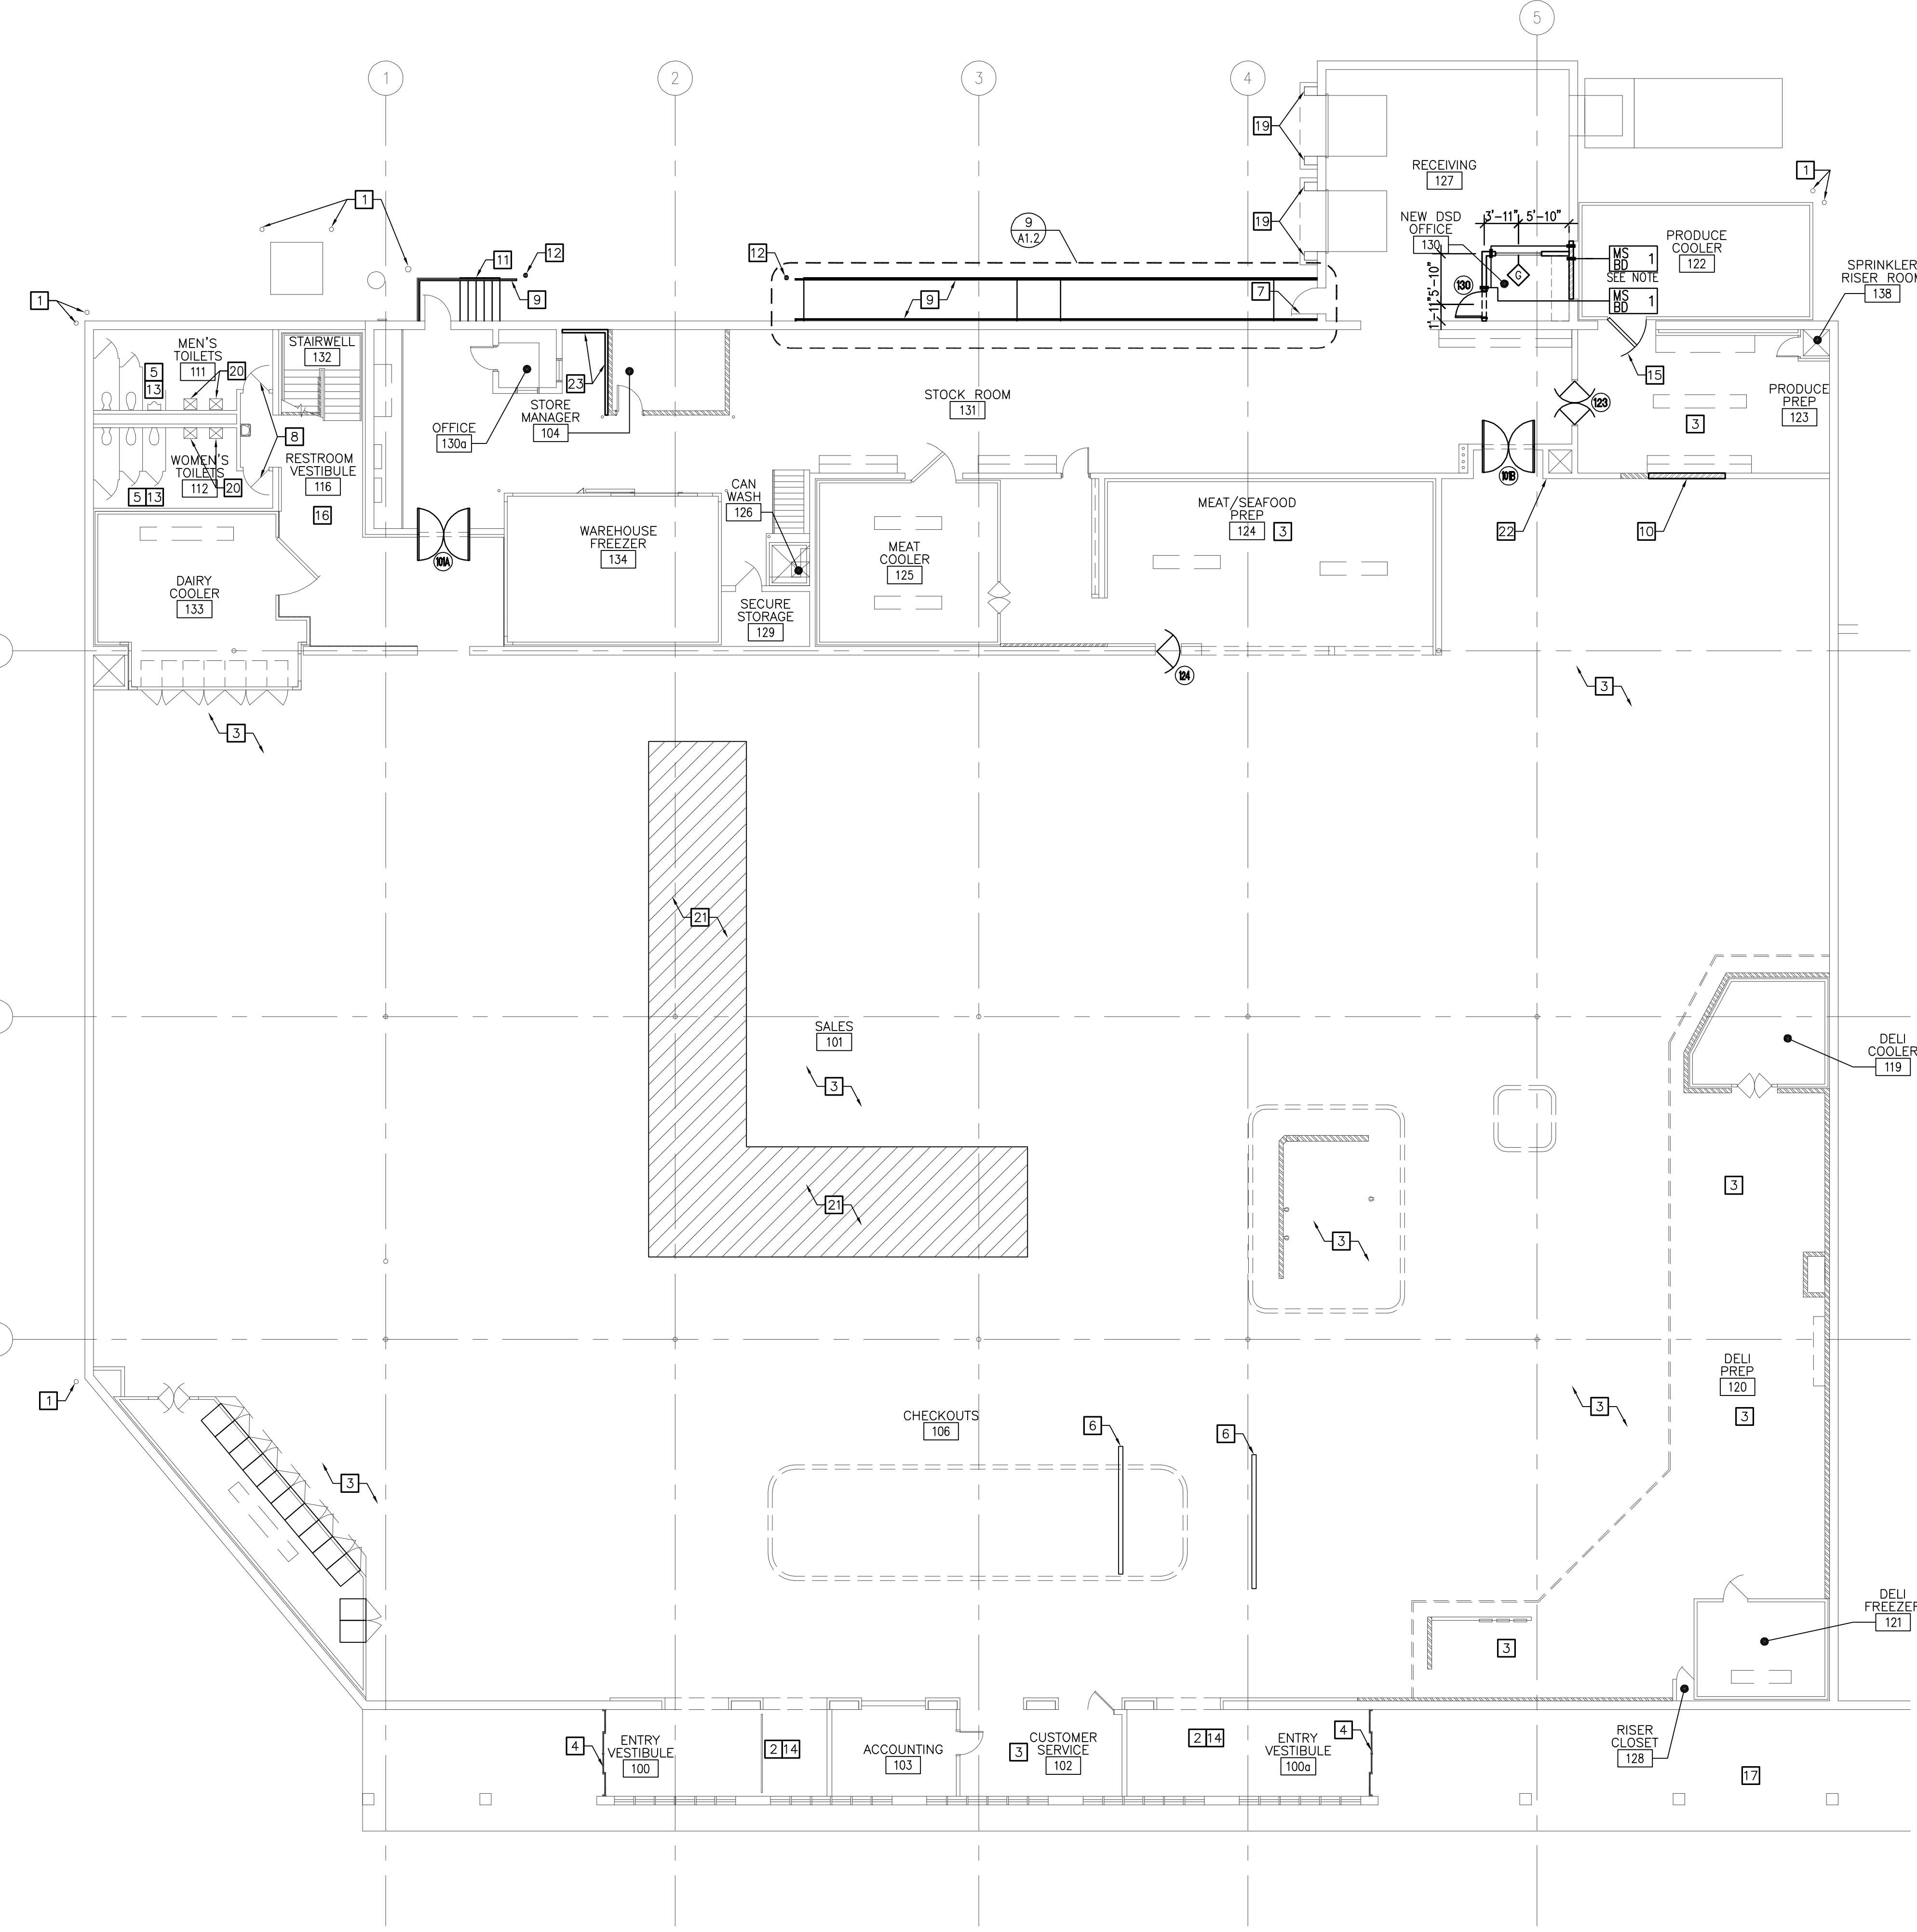 5
1
2
3
4
19
RECEIVING
127
1
1
19
NEW DSD
OFFICE
130
3'-11" 5'-10"
9
A1.2
MS
BD 1
SEE NOTE
MS
BD 1
PRODUCE
COOLER
122
SPRINKLER
RISER ROOM
138
12
12
11
9
9
7
G
130
5'-10"
1'-1"
1
MEN'S
TOILETS
111
20
5
13
STAIRWELL
132
8
WOMEN'S
TOILETS
112
20
5 13
RESTROOM
VESTIBULE
116
16
OFFICE
130a
STORE
MANAGER
104
23
STOCK ROOM
131
15
123
PRODUCE
PREP
123
3
101B
22
10
CAN
WASH
126
MEAT/SEAFOOD
PREP
124
3
WAREHOUSE
FREEZER
134
MEAT
COOLER
125
101A
DAIRY
COOLER
133
SECURE
STORAGE
129
124
3
3
21
SALES
101
3
21
DELI
COOLER
119
3
3
DELI
PREP
120
3
1
CHECKOUTS
106
6
6
3
3
3
DELI
FREEZER
121
4
ENTRY
VESTIBULE
100
2 14
ACCOUNTING
103
3
CUSTOMER
SERVICE
102
2 14
ENTRY
VESTIBULE
100a
4
RISER
CLOSET
128
17